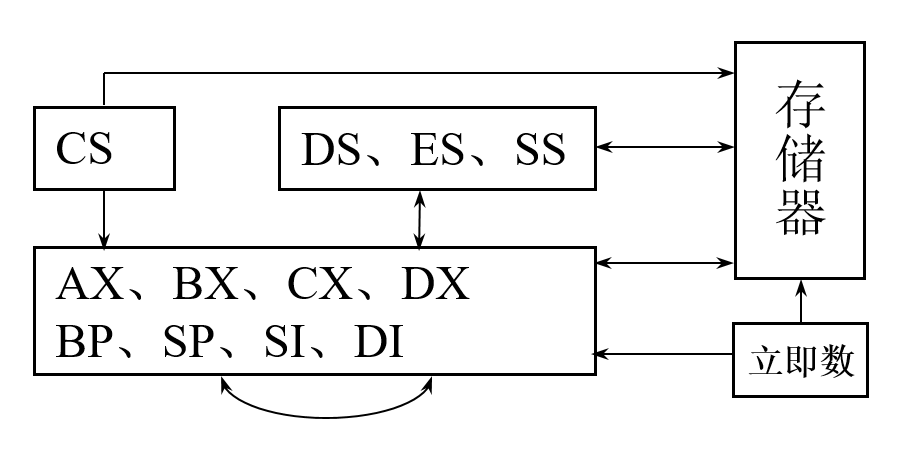 CS
DS、ES、SS
存储器
AX、BX、CX、DX
BP、SP、SI、DI
立即数